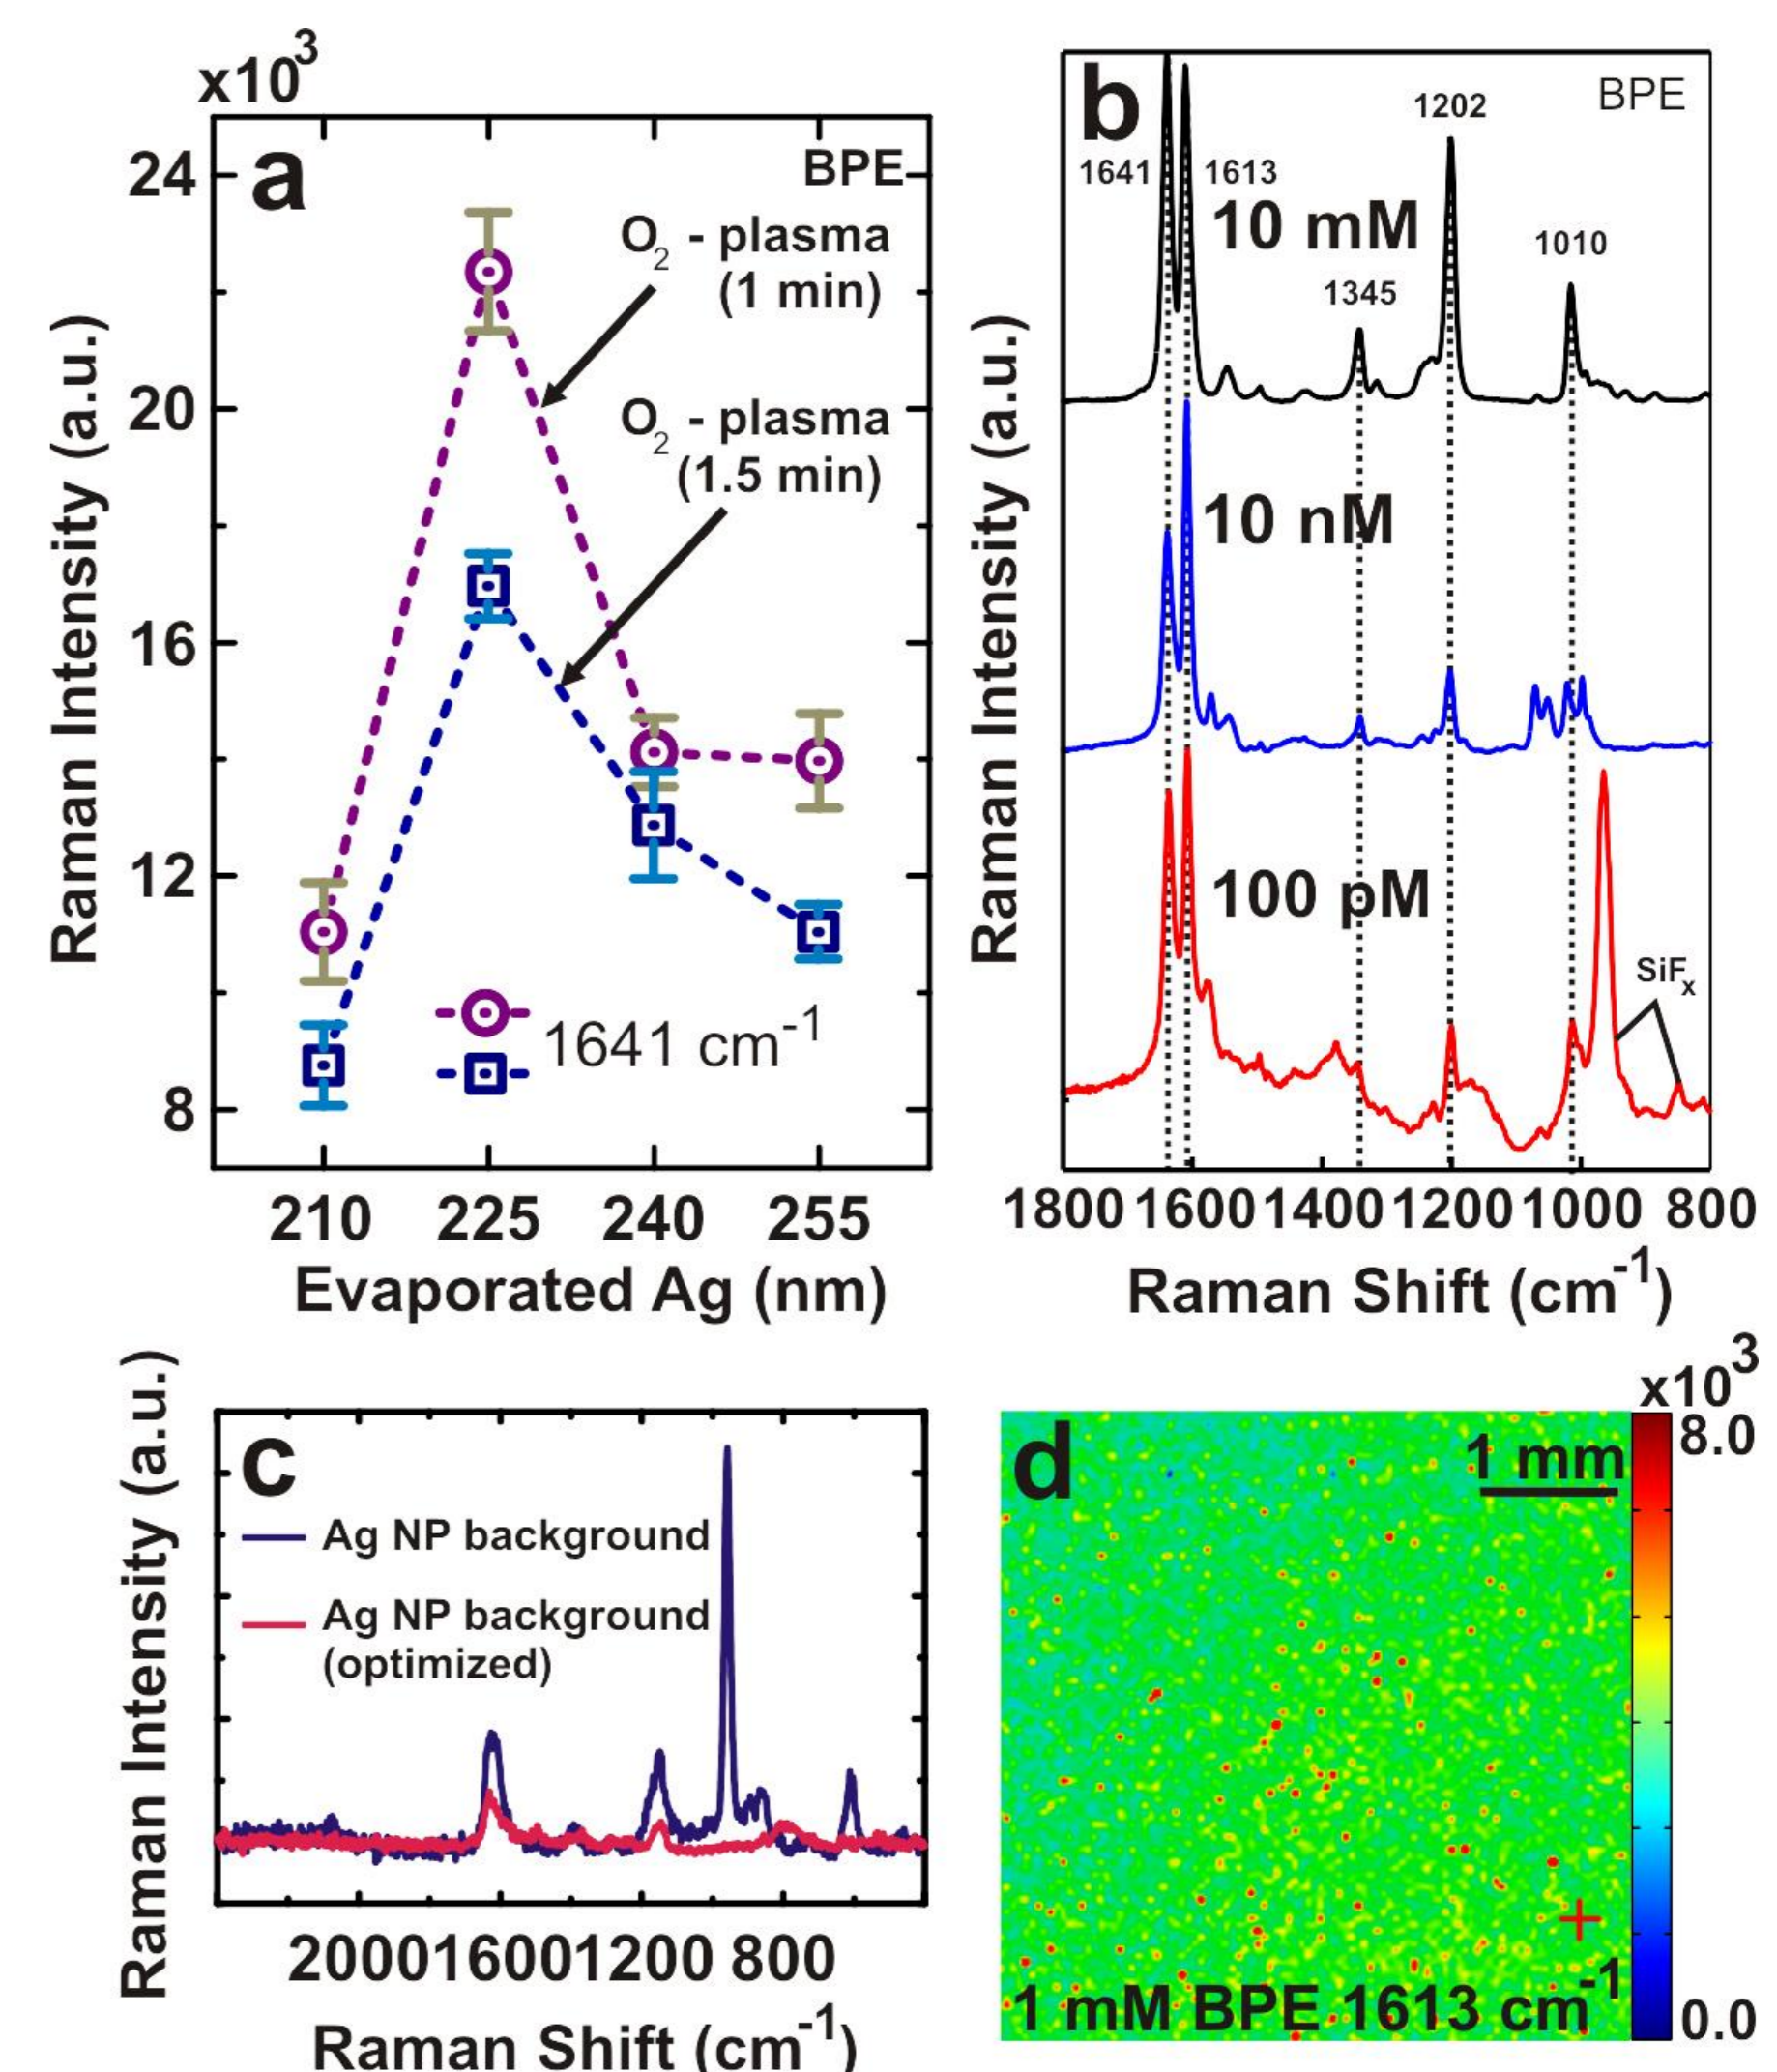 x10³
a
BPE
24
20
16
12
8
Raman Intensity (a.u.)
O₂ - plasma
(1 min)
O₂ - plasma
(1.5 min)
1641 cm⁻¹
210 225 240 255
Evaporated Ag (nm)
b
BPE
1641
1613
1202
10 mM
1010
1345
10 nM
100 pM
SiFₓ
Raman Intensity (a.u.)
1800 1600 1400 1200 1000 800
Raman Shift (cm⁻¹)
c
Ag NP background
Ag NP background
(optimized)
Raman Intensity (a.u.)
2000 1600 1200 800
Raman Shift (cm⁻¹)
d
1 mm
x10³
8.0
0.0
1 mM BPE 1613 cm⁻¹